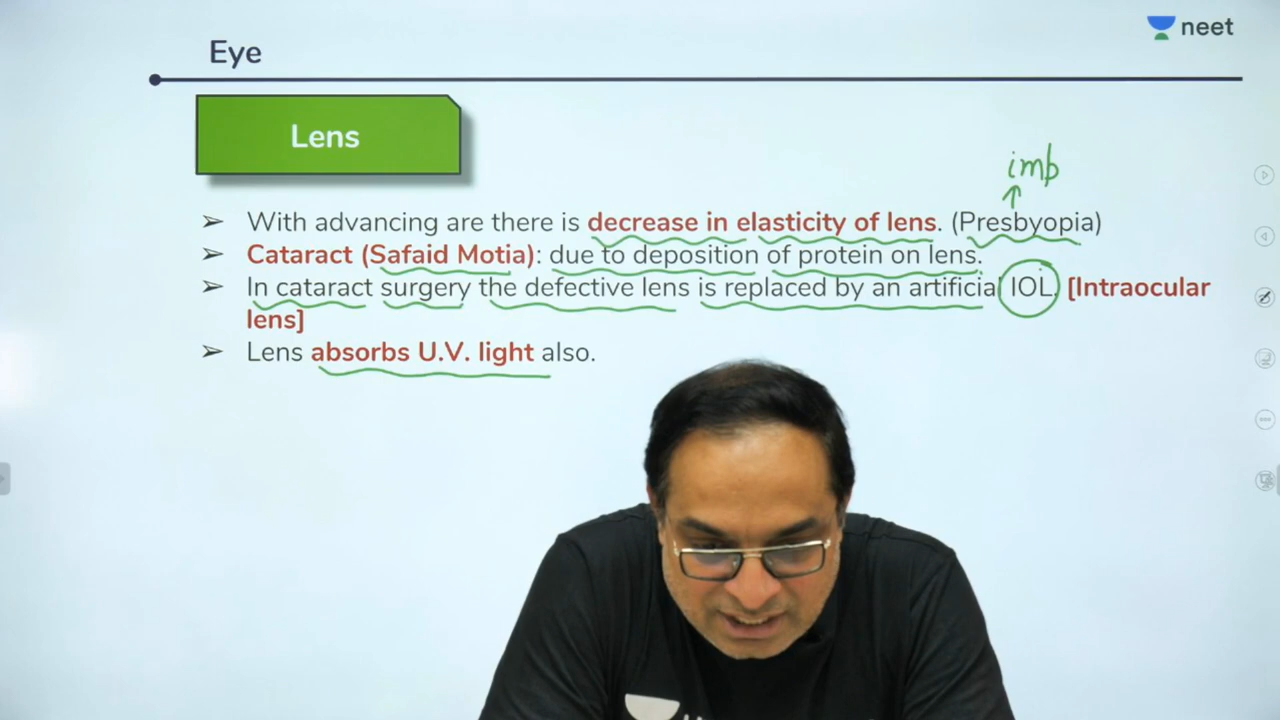 neet
Eye
Lens
imp
➢ With advancing are there is decrease in elasticity of lens. (Presbyopia)
➢ Cataract (Safaid Motia): due to deposition of protein on lens.
➢ In cataract surgery the defective lens is replaced by an artificial IOL. [Intraocular
lens]
➢ Lens absorbs U.V. light also.